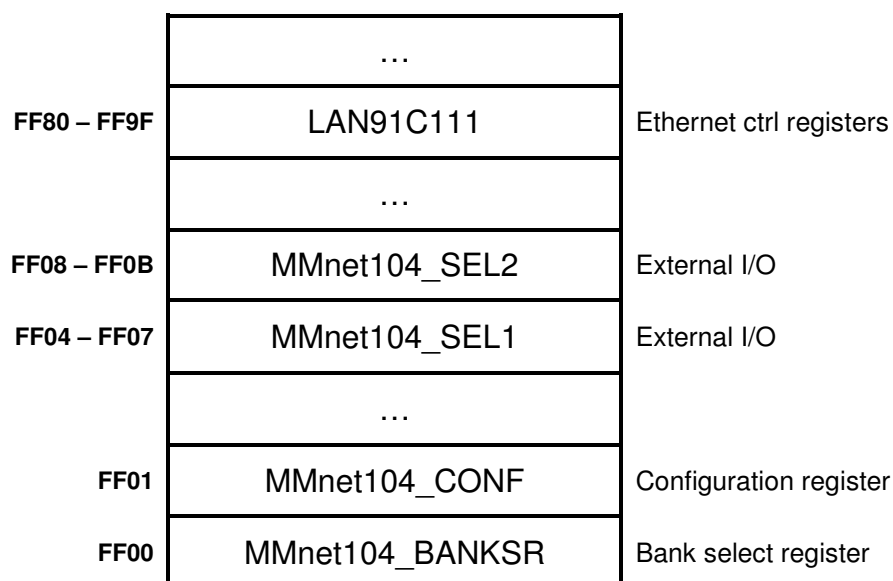 ...
FF80 – FF9F LAN91C111 Ethernet ctrl registers
...
FF08 – FF0B MMnet104_SEL2 External I/O
FF04 – FF07 MMnet104_SEL1 External I/O
...
FF01 MMnet104_CONF Configuration register
FF00 MMnet104_BANKSR Bank select register